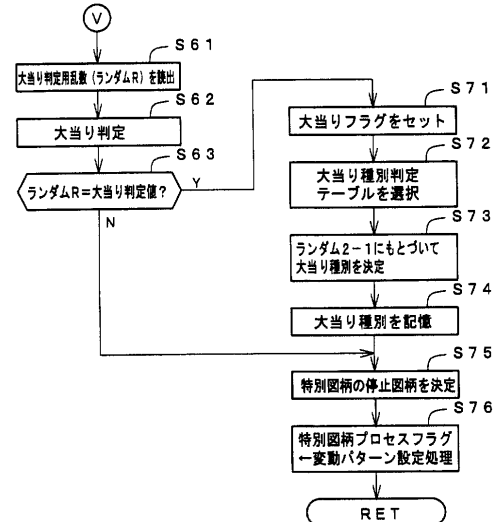 V
S61
大当り判定用乱数(ランダムR)を読出
S62
大当り判定
S63
ランダムR=大当り判定値?
Y
N
S71
大当りフラグをセット
S72
大当り種別判定
テーブルを選択
S73
ランダム2-1にもとづいて
大当り種別を決定
S74
大当り種別を記憶
S75
特別図柄の停止図柄を決定
S76
特別図柄プロセスフラグ
←変動パターン設定処理
RET